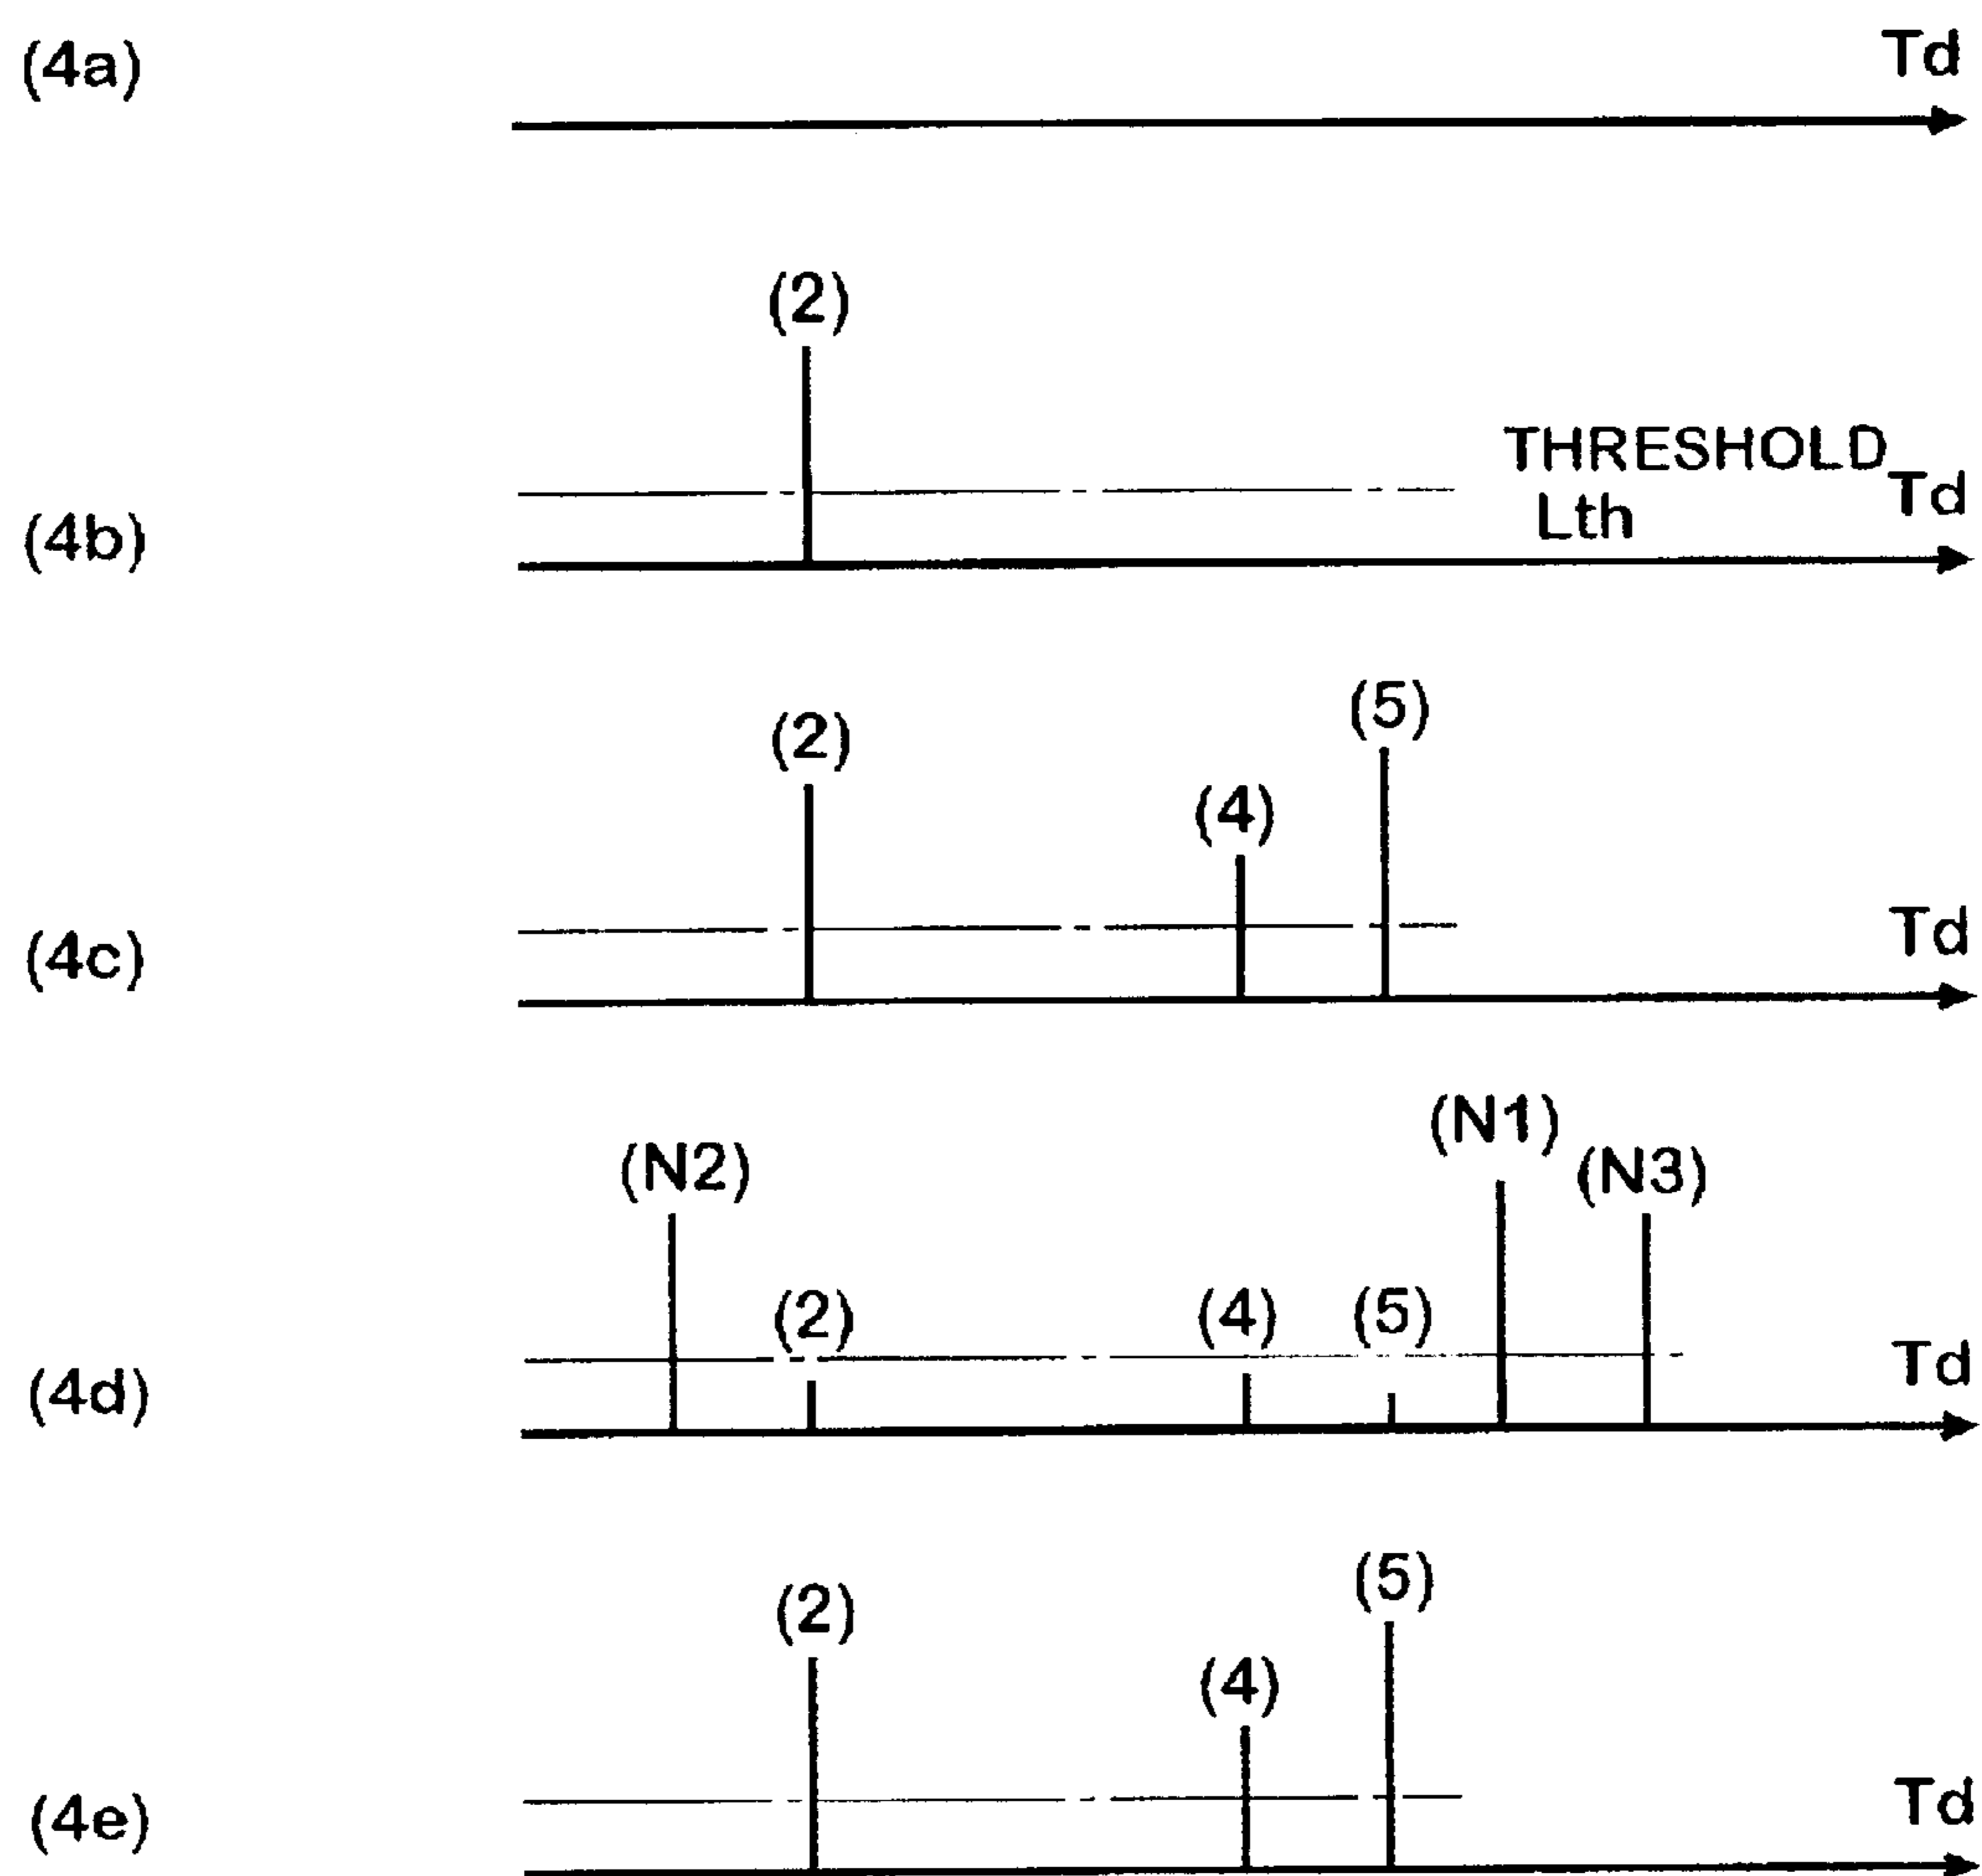 (4a)
Td
(2)
THRESHOLD
Lth
Td
(4b)
(2)
(4)
(5)
Td
(4c)
(N2)
(2)
(4)
(5)
(N1)
(N3)
Td
(4d)
(2)
(4)
(5)
Td
(4e)